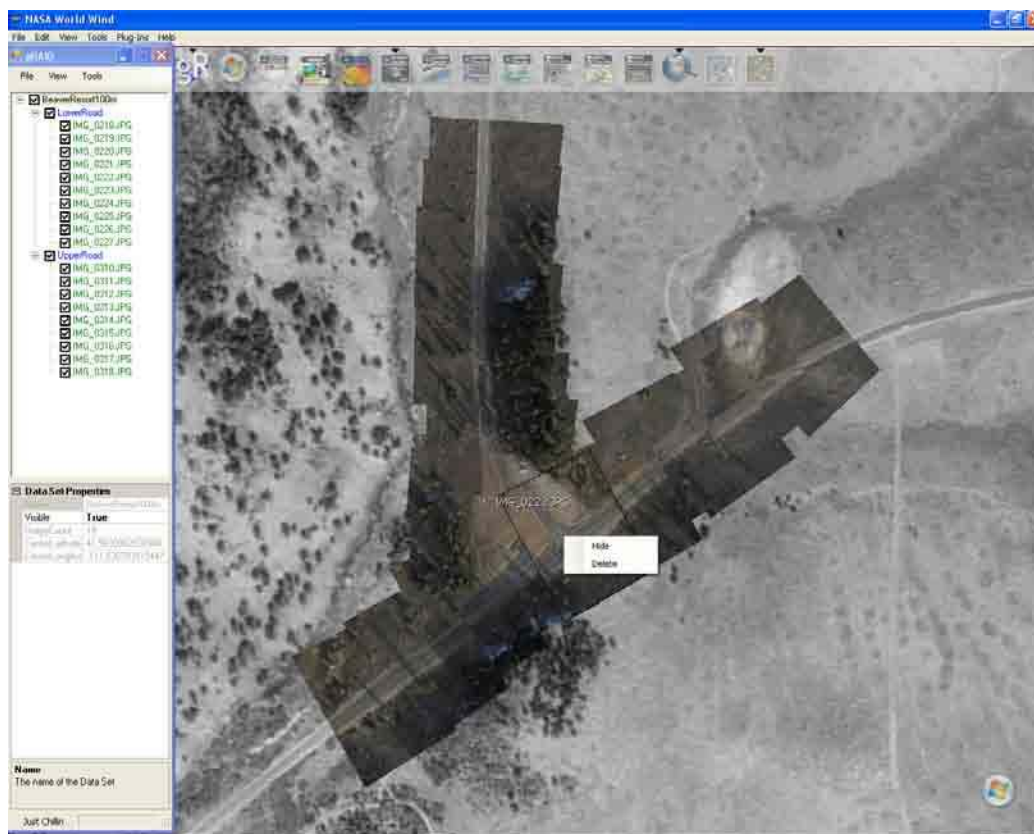 NASA World Wind
File Edit View Tools Plug-Ins Help
File View Tools
BeaverResort100m
LowerRoad
IMG_0218.JPG
IMG_0219.JPG
IMG_0220.JPG
IMG_0221.JPG
IMG_0222.JPG
IMG_0223.JPG
IMG_0224.JPG
IMG_0225.JPG
IMG_0226.JPG
IMG_0227.JPG
UpperRoad
IMG_0310.JPG
IMG_0311.JPG
IMG_0312.JPG
IMG_0313.JPG
IMG_0314.JPG
IMG_0315.JPG
IMG_0316.JPG
IMG_0317.JPG
IMG_0318.JPG
Hide
Delete
Data Set Properties
Visible True
Name
The name of the Data Set
Just Chillin